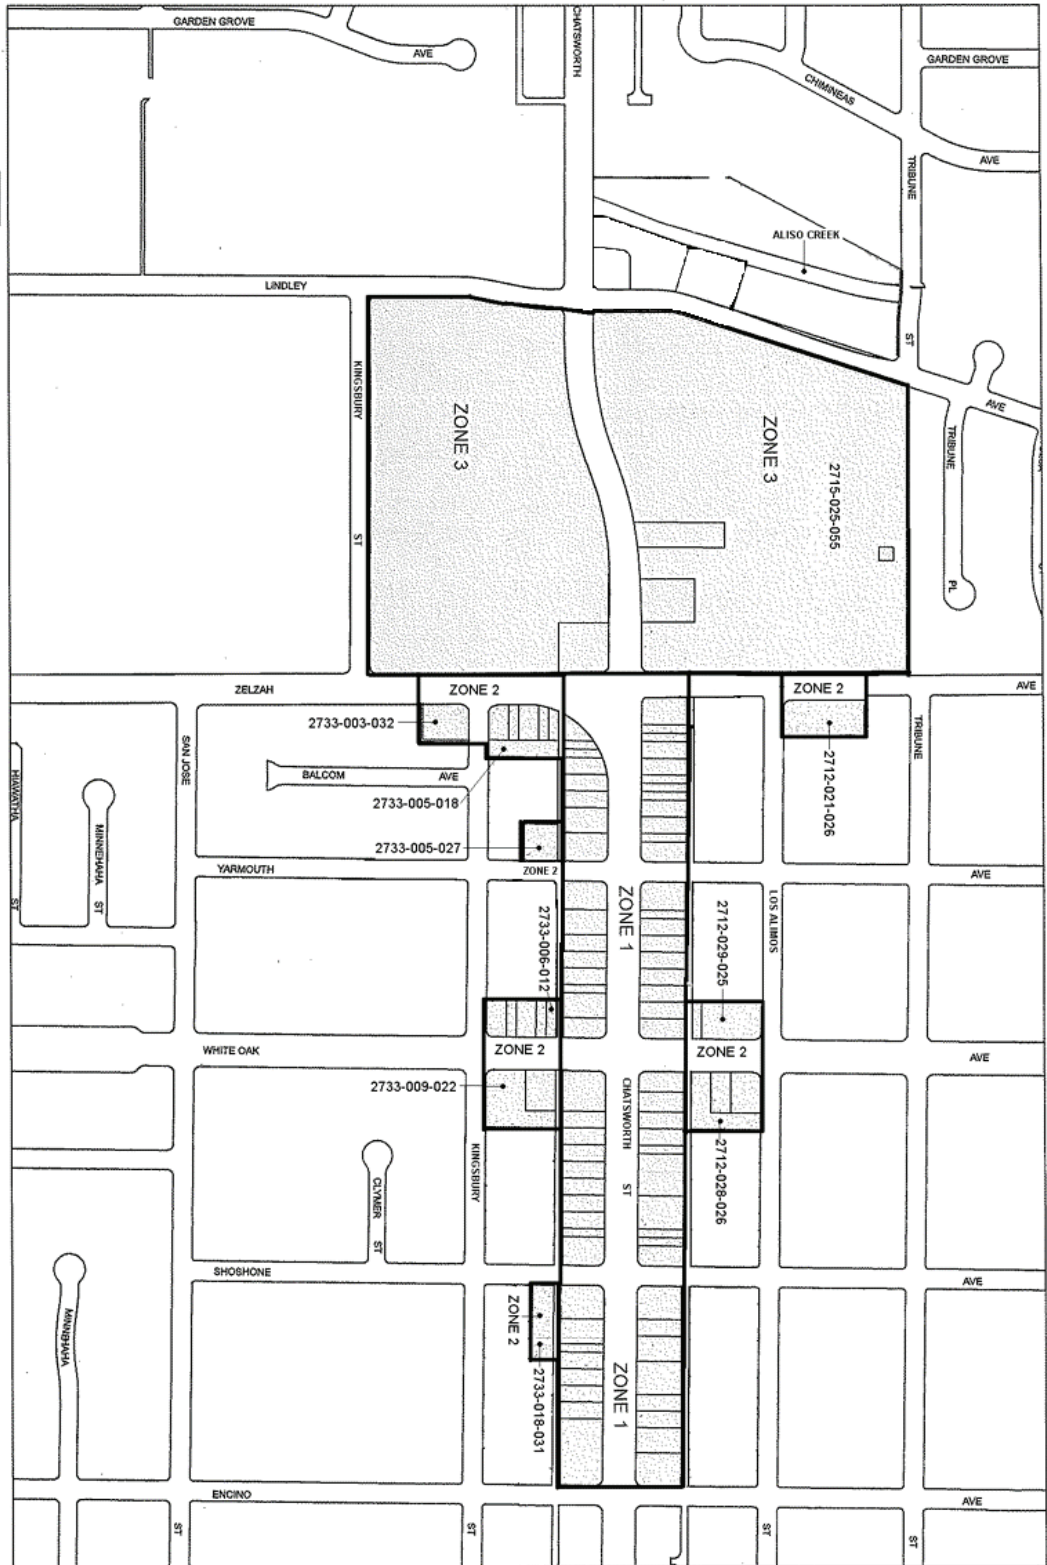 GARDEN GROVE
AVE
CHATSWORTH
GARDEN GROVE
CHIMINEAS
AVE
TRIBUNE
ALISO CREEK
LINDLEY
ST
KINGSBURY
ST
AVE
TRIBUNE
PL
ZONE 3
ZONE 3
2715-025-055
ZELZAH
ZONE 2
ZONE 2
AVE
2733-003-032
SAN JOSE
TRIBUNE
2712-021-026
BALCOM
AVE
HIAWATHA
ST
MINNEHAHA
ST
2733-005-018
2733-005-027
YARMOUTH
ZONE 2
AVE
ZONE 1
LOS ALIMOS
2733-006-012
2712-029-025
WHITE OAK
ZONE 2
ZONE 2
AVE
2733-009-022
CHATSWORTH
ST
KINGSBURY
2712-028-026
CLYMER
ST
SHOSHONE
AVE
MINNEHAHA
ZONE 2
2733-018-031
ZONE 1
ENCINO
AVE
ST
ST
ST
ST